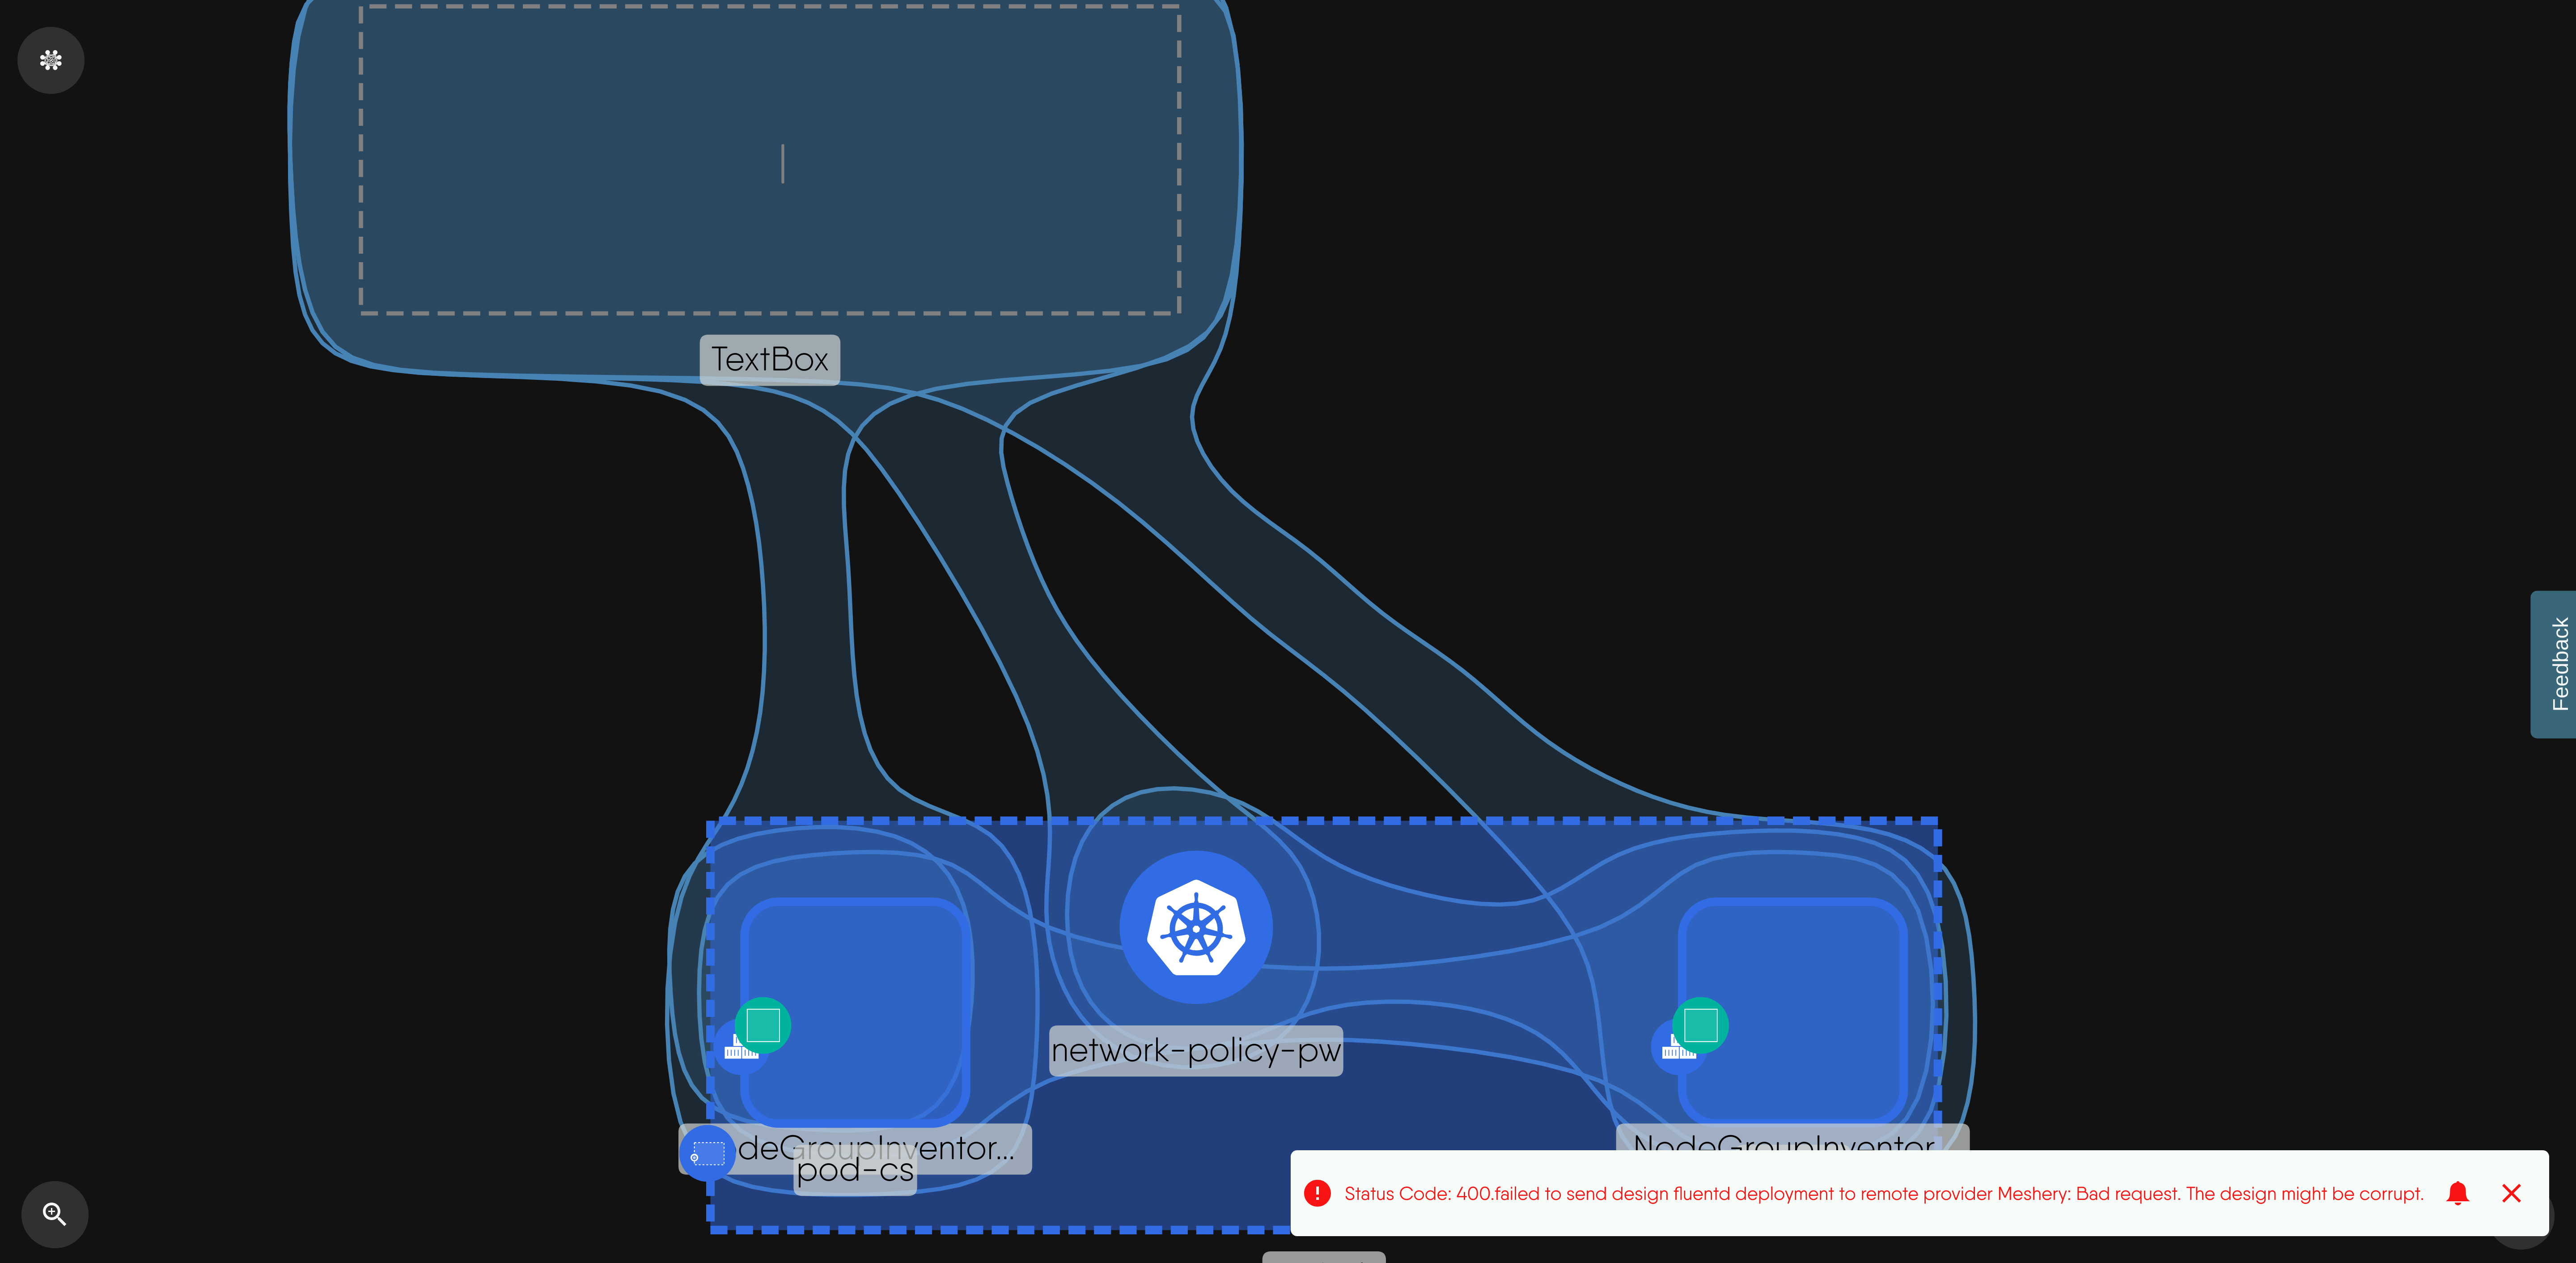 TextBox
Feedback
network-policy-pw
deGroupInventor...
NodeGroupInventor
pod-cs
Status Code: 400.failed to send design fluentd deployment to remote provider Meshery: Bad request. The design might be corrupt.